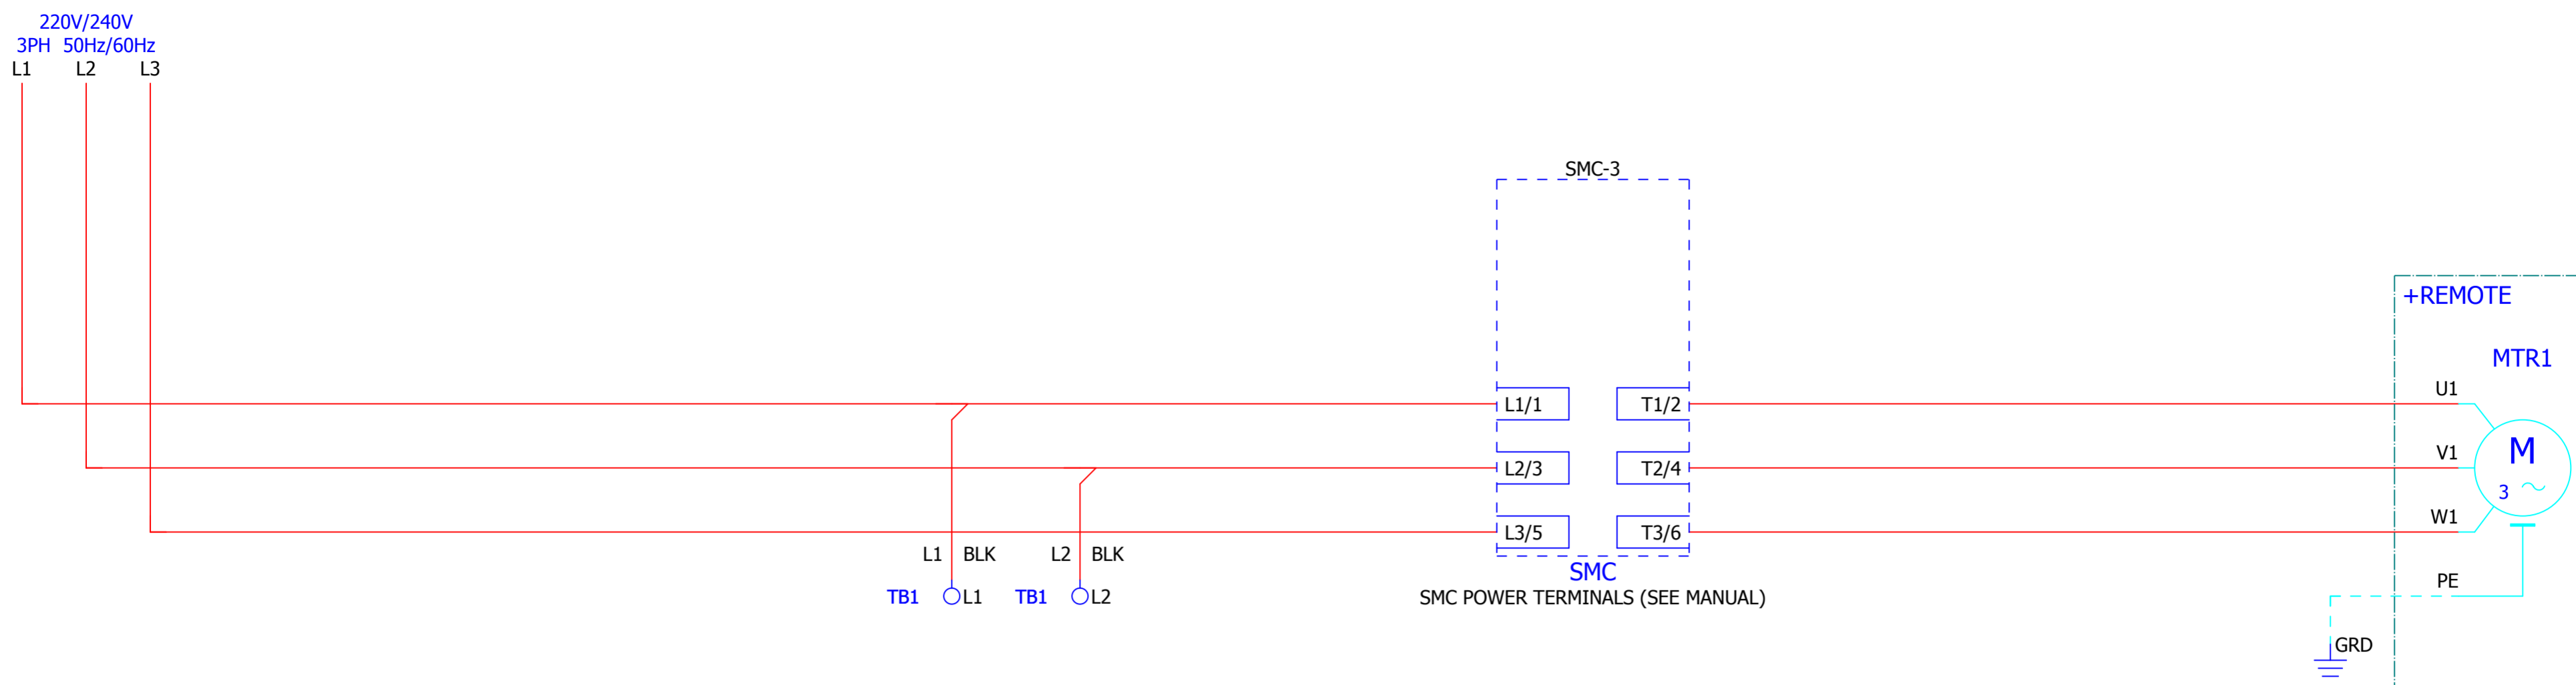 220V/240V
3PH 50Hz/60Hz
L1 L2 L3
SMC-3
+REMOTE
MTR1
U1
L1/1 T1/2
V1
M
L2/3 T2/4
3
W1
L3/5 T3/6
L1 BLK L2 BLK
SMC
PE
TB1 L1 TB1 L2
SMC POWER TERMINALS (SEE MANUAL)
GRD